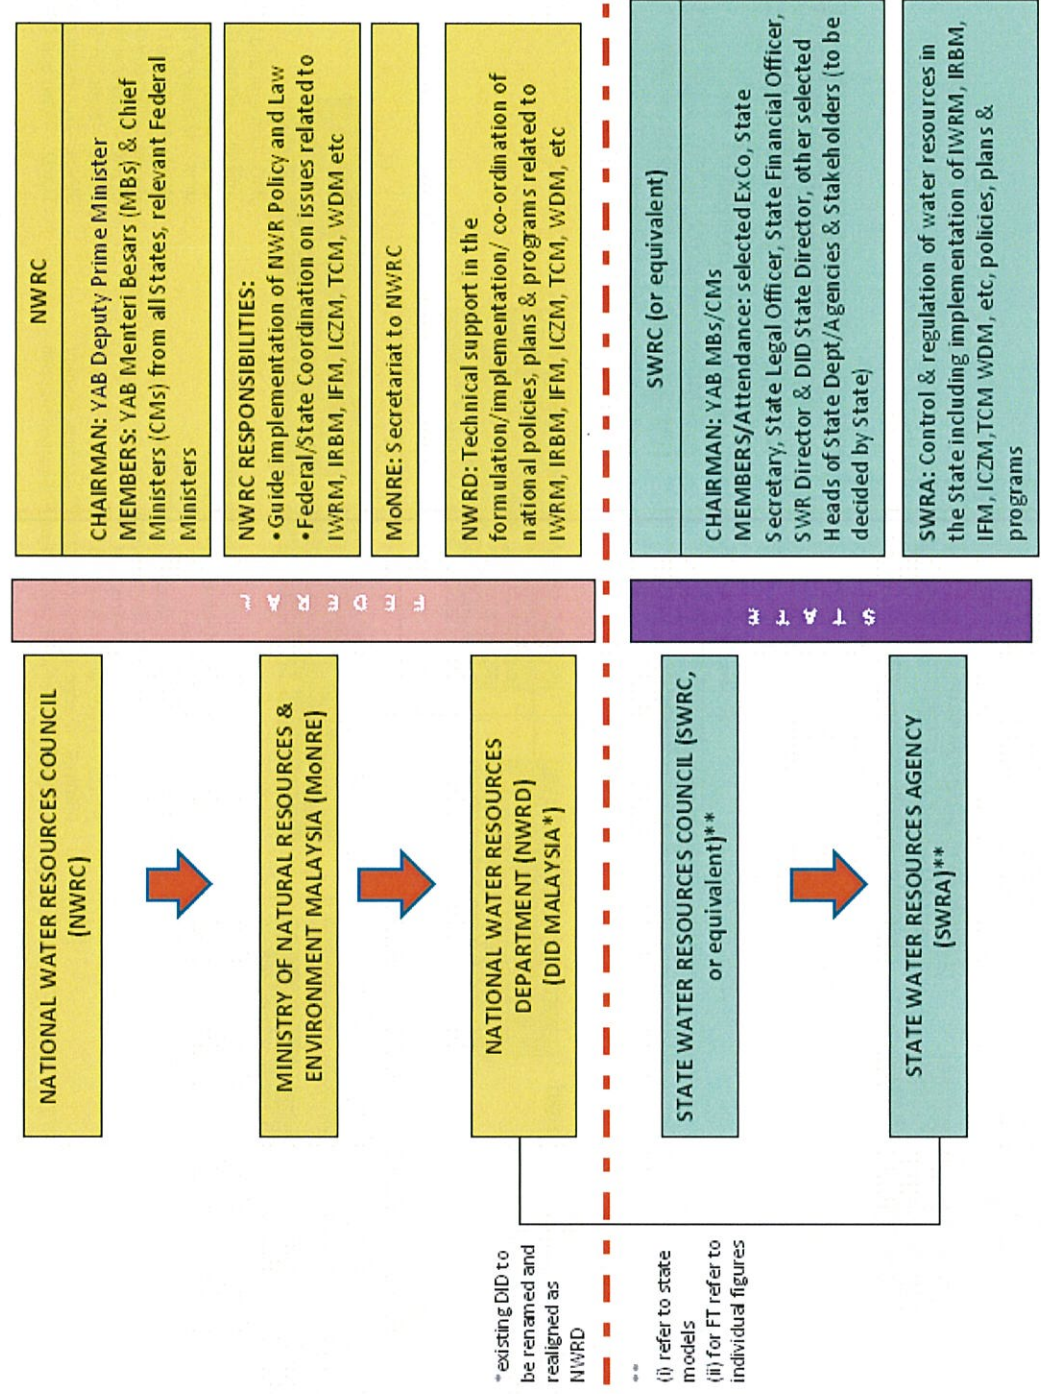 NATIONAL WATER RESOURCES COUNCIL
(NWRC)
MINISTRY OF NATURAL RESOURCES &
ENVIRONMENT MALAYSIA (MoNRE)
NATIONAL WATER RESOURCES
DEPARTMENT (NWRD)
(DID MALAYSIA*)
*existing DID to
be renamed and
realigned as
NWRD
FEDERAL
NWRC
CHAIRMAN: YAB Deputy Prime Minister
MEMBERS: YAB Menteri Besars (MBs) & Chief
Ministers (CMs) from all States, relevant Federal
Ministers
NWRC RESPONSIBILITIES:
•Guide implementation of NWR Policy and Law
•Federal/State Coordination on issues related to
IWRM, IRBM, IFM, ICZM, TCM, WDM etc
MoNRE: Secretariat to NWRC
NWRD: Technical support in the
formulation/implementation/ co-ordination of
national policies, plans & programs related to
IWRM, IRBM, IFM, ICZM, TCM, WDM, etc
STATE WATER RESOURCES COUNCIL (SWRC,
or equivalent)**
STATE WATER RESOURCES AGENCY
(SWRA)**
**
(i) refer to state
models
(ii) for FT refer to
individual figures
STATE
SWRC (or equivalent)
CHAIRMAN: YAB MBs/CMs
MEMBERS/Attendance: selected ExCo, State
Secretary, State Legal Officer, State Financial Officer,
SWR Director & DID State Director, other selected
Heads of State Dept/Agencies & Stakeholders (to be
decided by State)
SWRA: Control & regulation of water resources in
the State including implementation of IWRM, IRBM,
IFM, ICZM,TCM WDM, etc, policies, plans &
programs